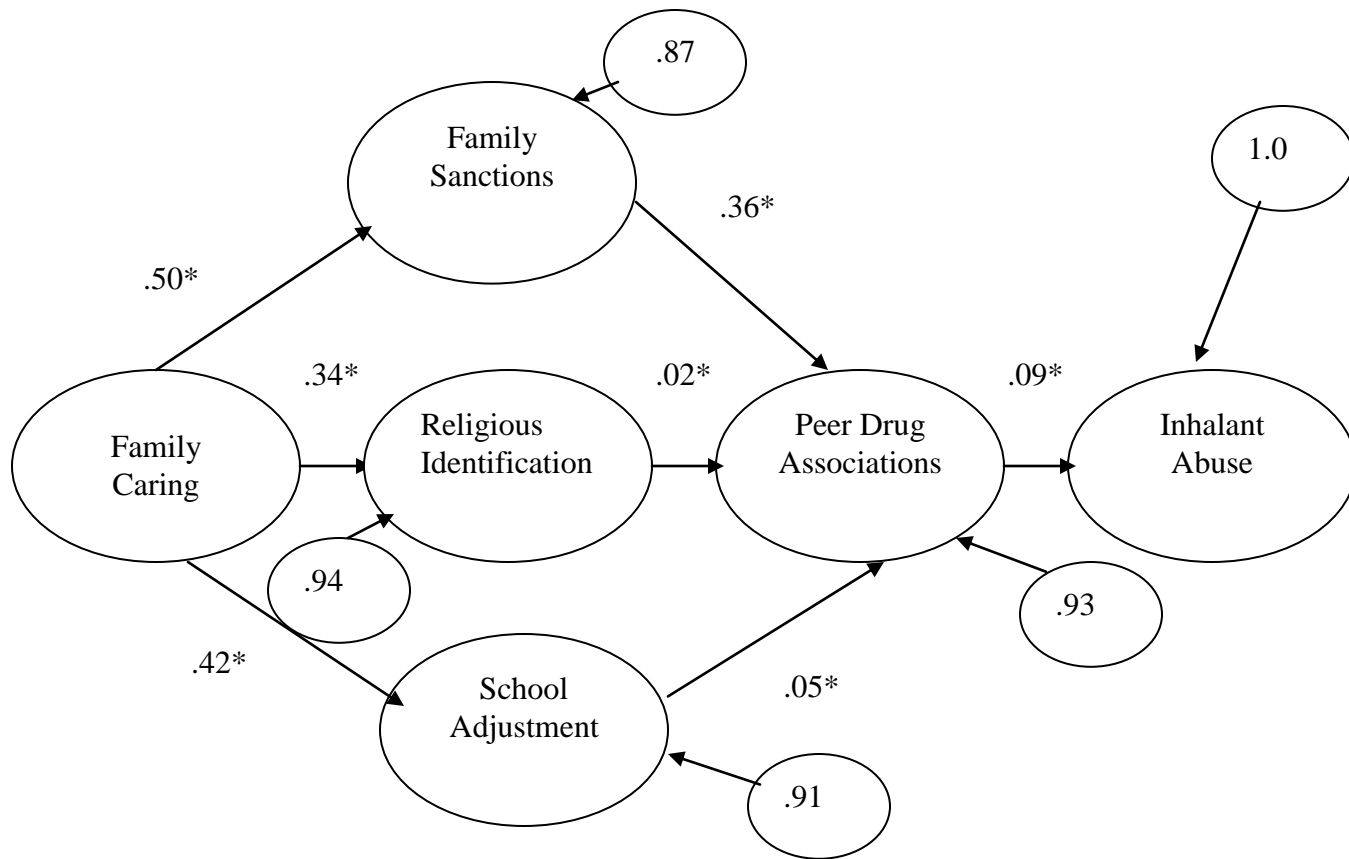 .87
Family
Sanctions
1.0
.36*
.50*
.34*
.02*
.09*
Family
Caring
Religious
Identification
Peer Drug
Associations
Inhalant
Abuse
.94
.93
.42*
School
Adjustment
.05*
.91